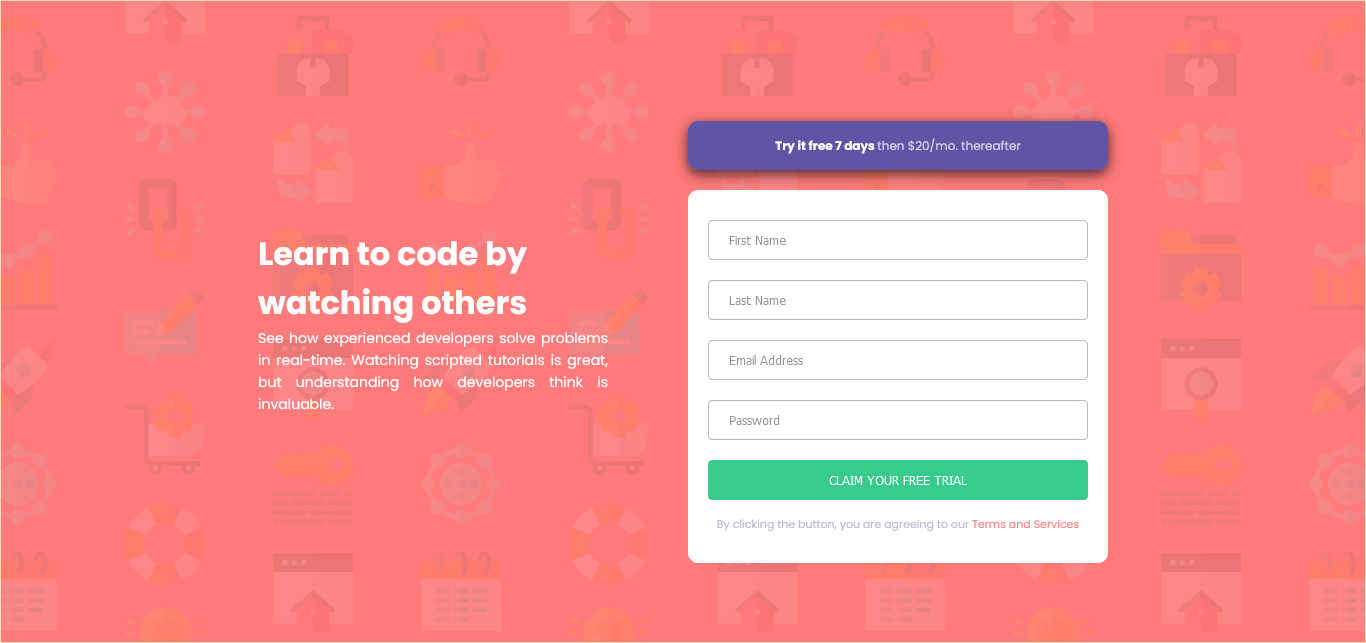 Learn to code by
watching others
See how experienced developers solve problems
in real-time. Watching scripted tutorials is great,
but understanding how developers think is
invaluable.
Try it free 7 days then $20/mo. thereafter
First Name
Last Name
Email Address
Password
CLAIM YOUR FREE TRIAL
By clicking the button, you are agreeing to our Terms and Services